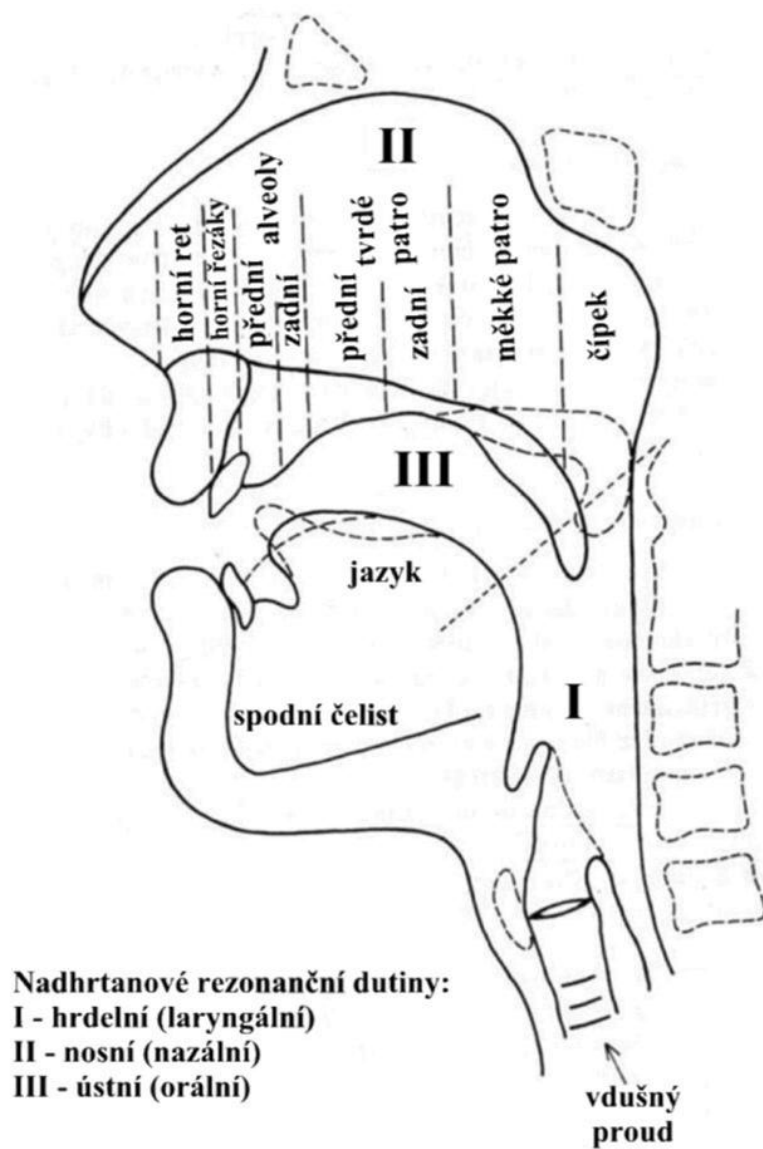 II
horní ret
horní řezáky
přední
zadní
alveoly
přední
zadní
tvrdé
patro
měkké patro
čípek
III
jazyk
I
spodní čelist
Nadhrtanové rezonanční dutiny:
I - hrdelní (laryngální)
II - nosní (nazální)
III - ústní (orální)
vdušný
proud